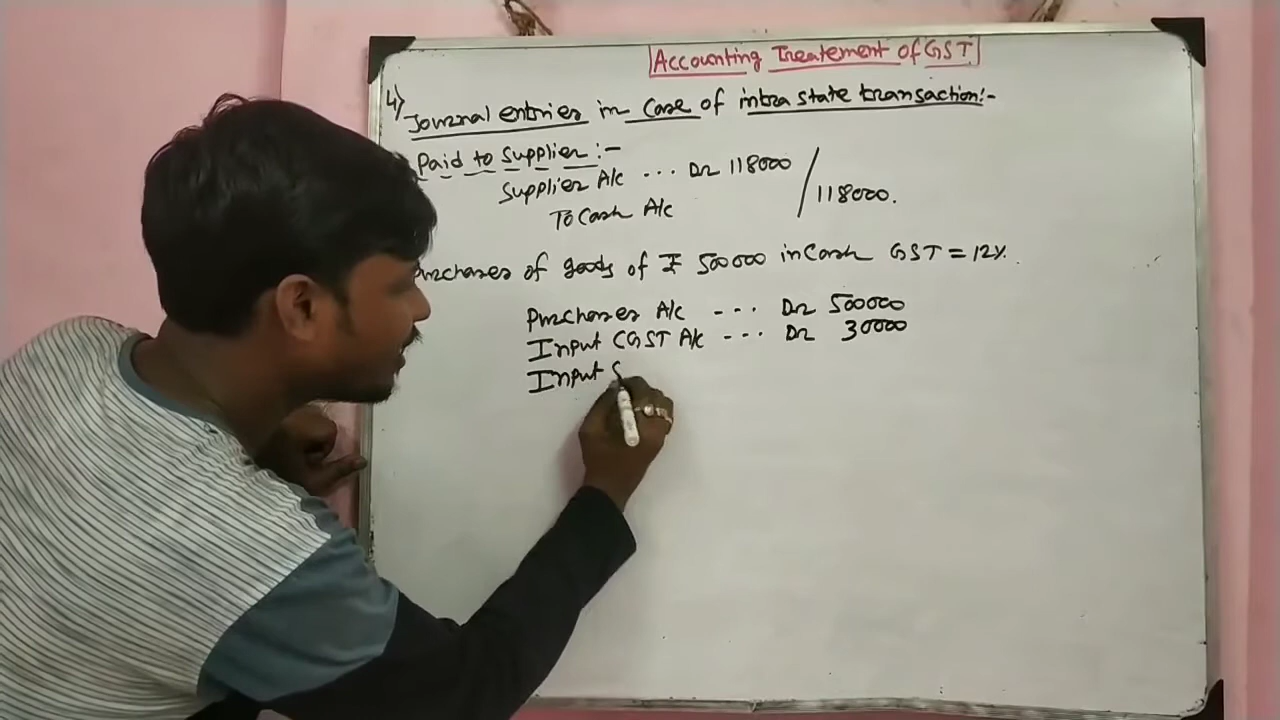 Accounting Treatement of GST
4) Journal entries in Case of intra state transaction:-
Paid to Supplier :-
Supplier A/c ... Dr 118000
To Cash A/c / 118000.
Purchases of goods of ₹ 500000 in Cash GST = 12%.
Purchases A/c --- Dr 500000
Input CGST A/c --- Dr 30000
Input S